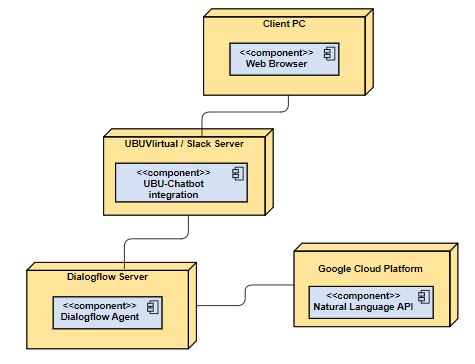 Client PC
<<component>>
Web Browser
UBUVIirtual / Slack Server
<<component>>
UBU-Chatbot
integration
Dialogflow Server
<<component>>
Dialogflow Agent
Google Cloud Platform
<<component>>
Natural Language API